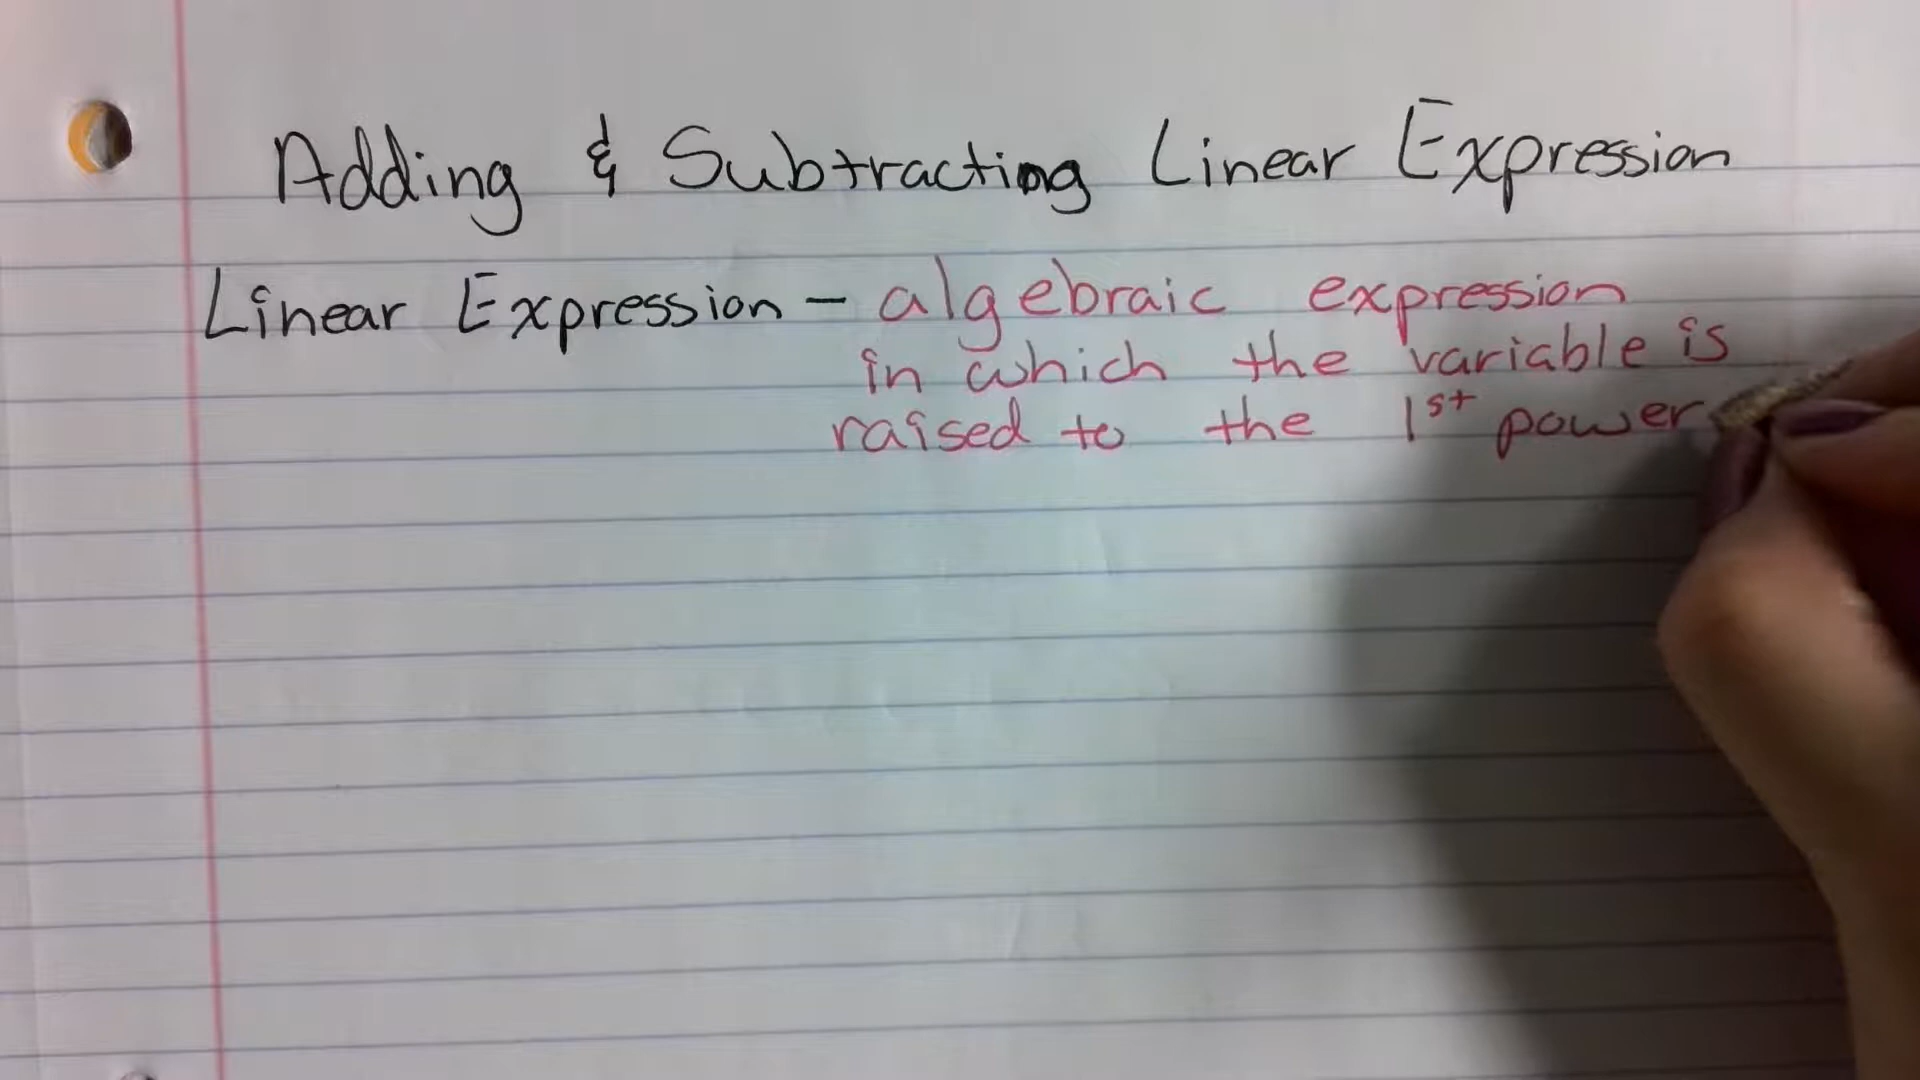 Adding & Subtracting Linear Expression
Linear Expression - algebraic expression
in which the variable is
raised to the 1st power